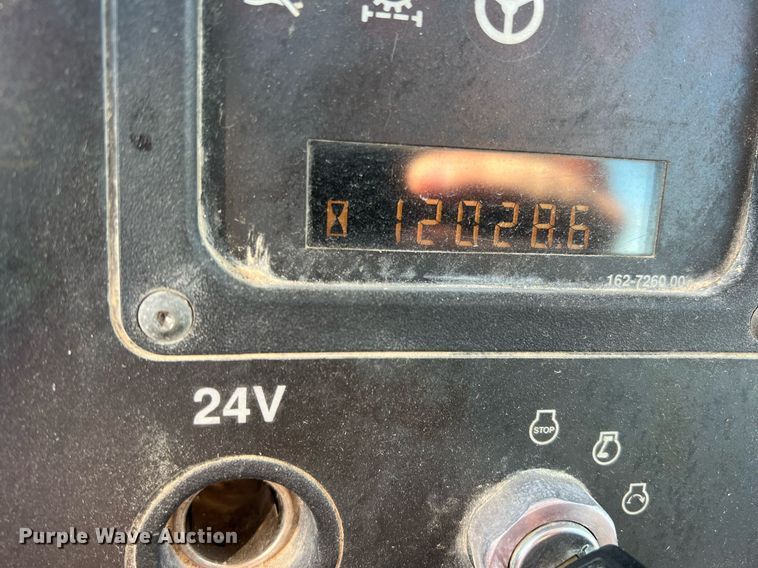 12028.6
162-7260 00
24V
STOP
Purple Wave Auction